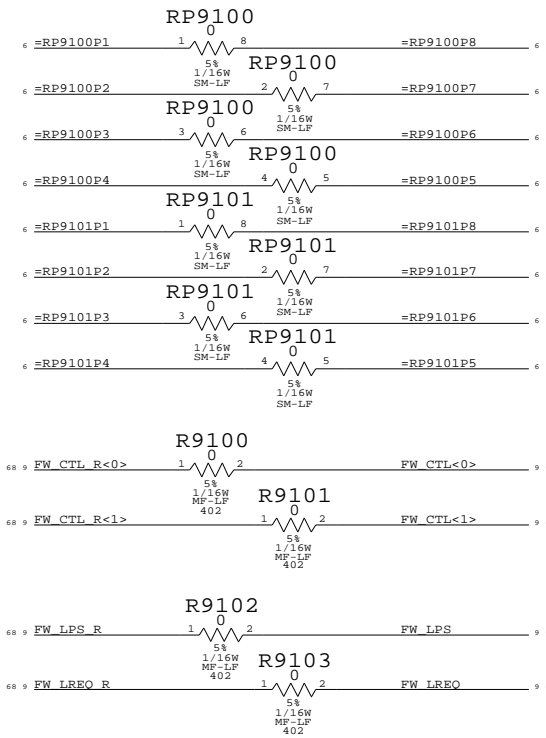 RP9100
0
6 =RP9100P1 1 8 =RP9100P8 6
5%
1/16W
SM-LF
RP9100
0
6 =RP9100P2 2 7 =RP9100P7 6
5%
1/16W
SM-LF
RP9100
0
6 =RP9100P3 3 6 =RP9100P6 6
5%
1/16W
SM-LF
RP9100
0
6 =RP9100P4 4 5 =RP9100P5 6
5%
1/16W
SM-LF
RP9101
0
6 =RP9101P1 1 8 =RP9101P8 6
5%
1/16W
SM-LF
RP9101
0
6 =RP9101P2 2 7 =RP9101P7 6
5%
1/16W
SM-LF
RP9101
0
6 =RP9101P3 3 6 =RP9101P6 6
5%
1/16W
SM-LF
RP9101
0
6 =RP9101P4 4 5 =RP9101P5 6
5%
1/16W
SM-LF
R9100
0
68 9 FW_CTL_R<0> 1 2 FW_CTL<0> 9
5%
1/16W
MF-LF
402
R9101
0
68 9 FW_CTL_R<1> 1 2 FW_CTL<1> 9
5%
1/16W
MF-LF
402
R9102
0
68 9 FW_LPS_R 1 2 FW_LPS 9
5%
1/16W
MF-LF
402
R9103
0
68 9 FW_LREQ_R 1 2 FW_LREQ 9
5%
1/16W
MF-LF
402